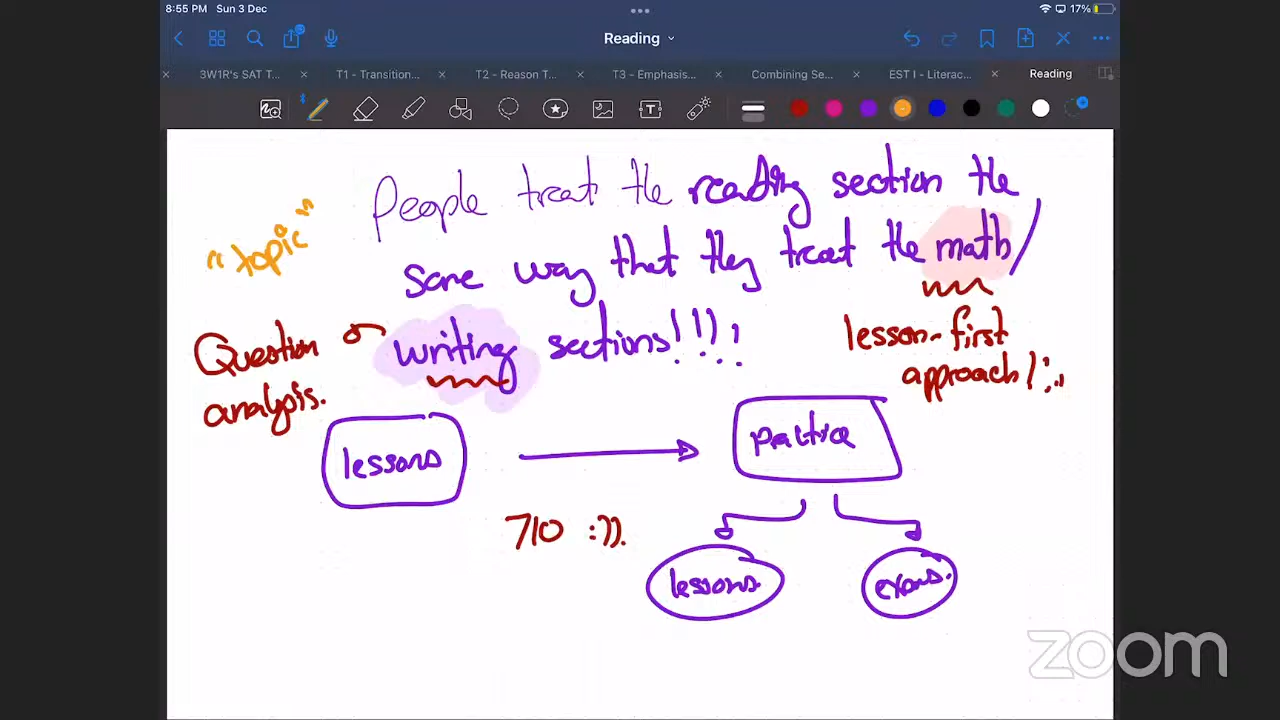 8:55 PM Sun 3 Dec
17%
Reading
3W1R's SAT T...
T1 - Transition...
T2 - Reason T...
T3 - Emphasis...
Combining Se...
EST I - Literac...
Reading
People treat the reading section the
"topic"
same way that they treat the math/
writing sections!!!!
Question
analysis.
lesson-first
approach/:,.
lessons
practice
710 :)).
lessons.
exams.
zoom